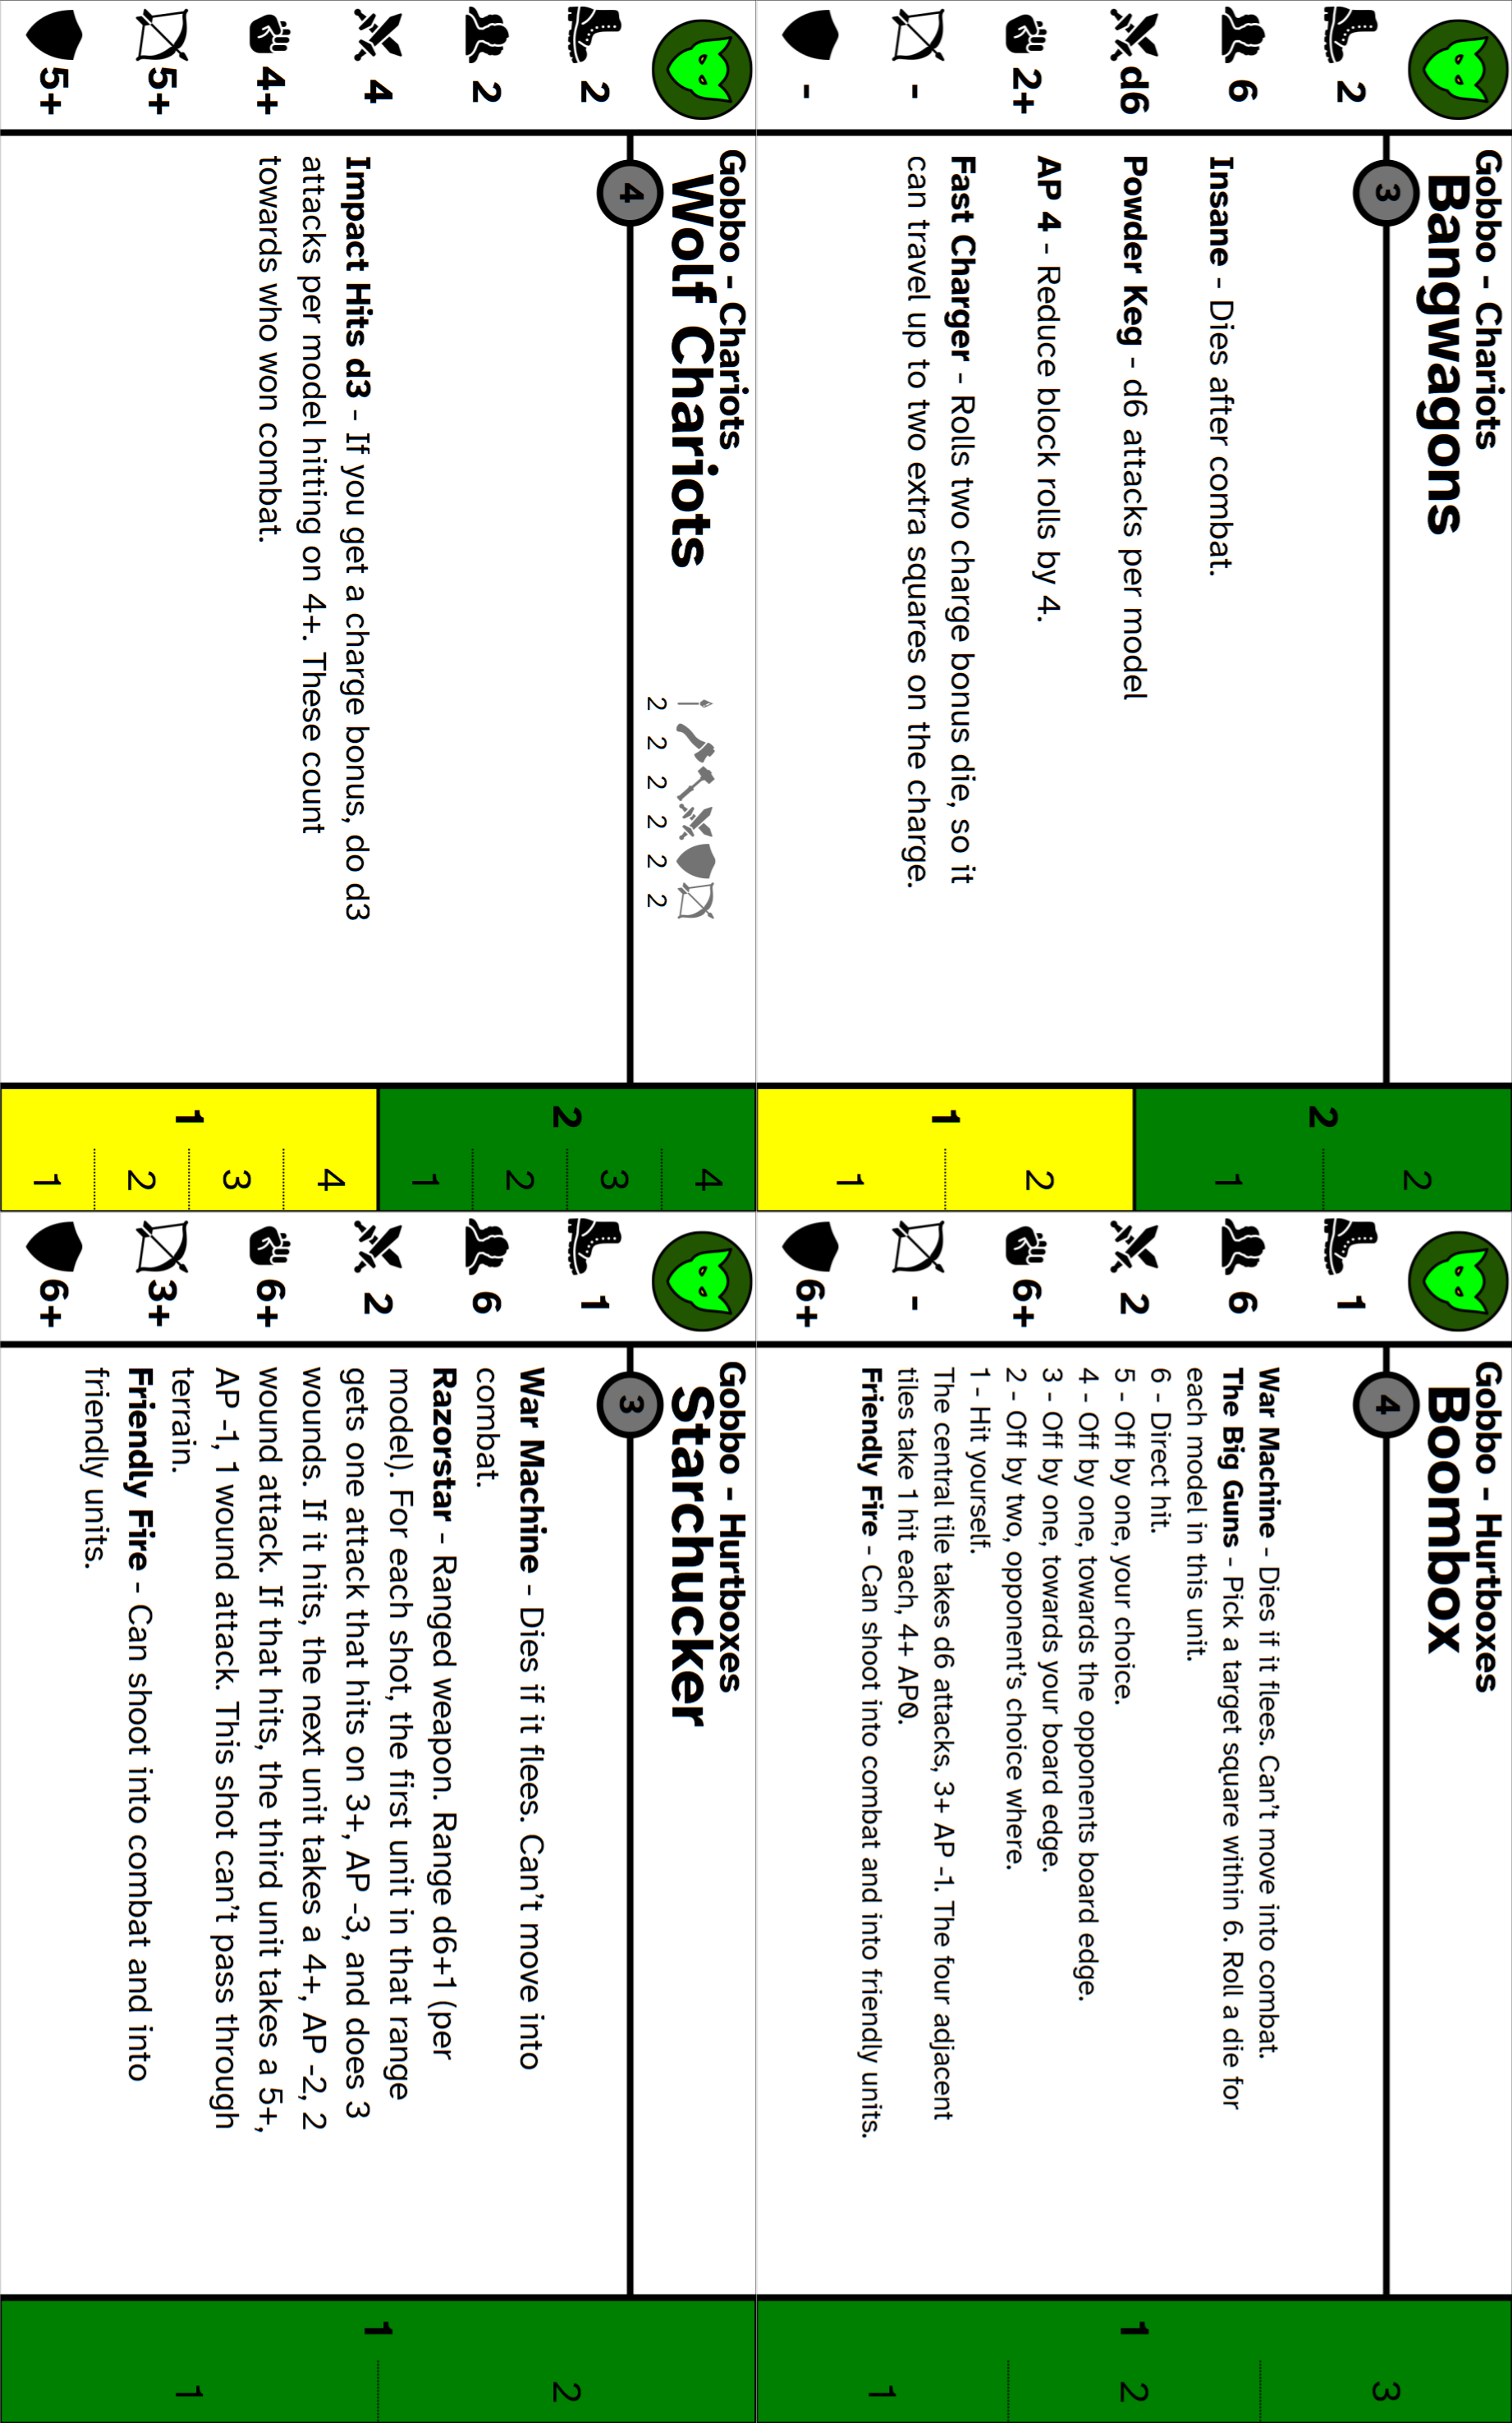 Gobbo - Chariots
Bangwagons
3
2
6
d6
2+
-
-
Insane - Dies after combat.
Powder Keg - d6 attacks per model
AP 4 - Reduce block rolls by 4.
Fast Charger - Rolls two charge bonus die, so it
can travel up to two extra squares on the charge.
2
2
1
1
2
1
Gobbo - Hurtboxes
Boombox
4
1
6
2
6+
-
6+
War Machine - Dies if it flees. Can't move into combat.
The Big Guns - Pick a target square within 6. Roll a die for
each model in this unit.
6 - Direct hit.
5 - Off by one, your choice.
4 - Off by one, towards the opponents board edge.
3 - Off by one, towards your board edge.
2 - Off by two, opponent's choice where.
1 - Hit yourself.
The central tile takes d6 attacks, 3+ AP -1. The four adjacent
tiles take 1 hit each, 4+ AP0.
Friendly Fire - Can shoot into combat and into friendly units.
1
3
2
1
Gobbo - Chariots
Wolf Chariots
2 2 2 2 2 2
4
2
2
4
4+
5+
5+
Impact Hits d3 - If you get a charge bonus, do d3
attacks per model hitting on 4+. These count
towards who won combat.
2
4
3
2
1
1
4
3
2
1
Gobbo - Hurtboxes
Starchucker
3
1
6
2
6+
3+
6+
War Machine - Dies if it flees. Can't move into
combat.
Razorstar - Ranged weapon. Range d6+1 (per
model). For each shot, the first unit in that range
gets one attack that hits on 3+, AP -3, and does 3
wounds. If it hits, the next unit takes a 4+, AP -2, 2
wound attack. If that hits, the third unit takes a 5+,
AP -1, 1 wound attack. This shot can't pass through
terrain.
Friendly Fire - Can shoot into combat and into
friendly units.
1
2
1